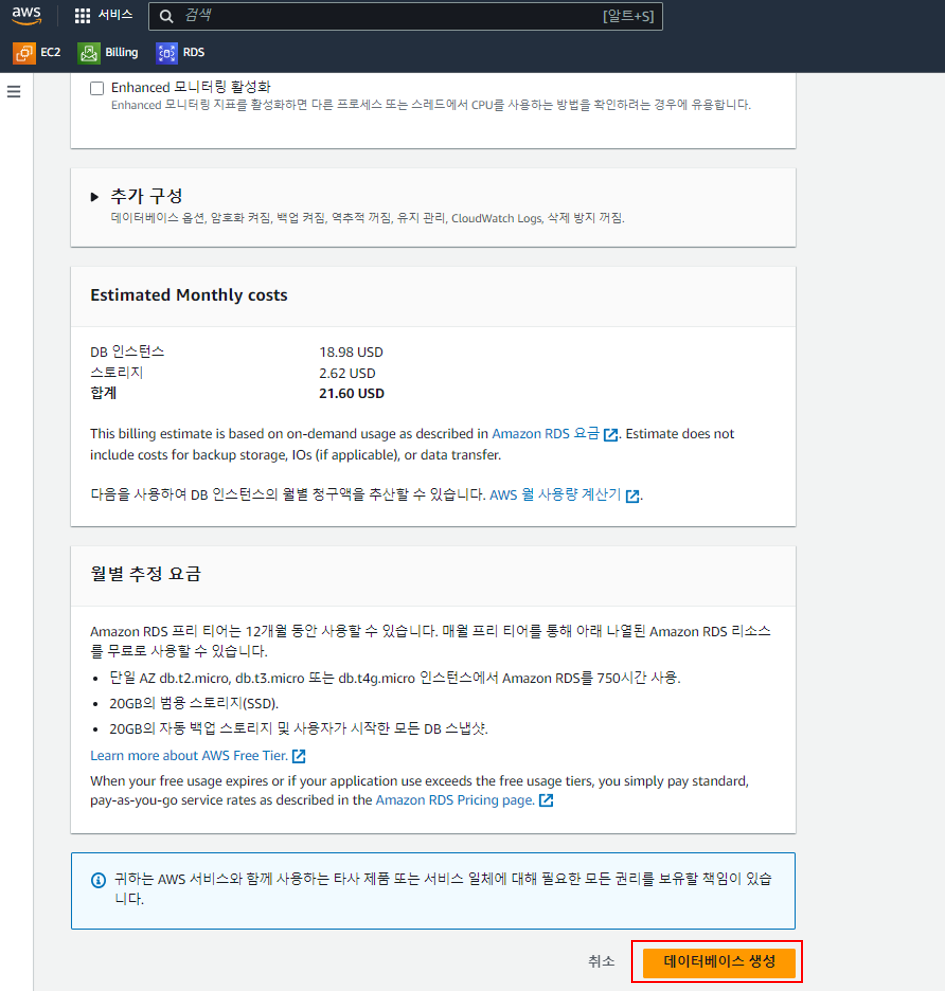 aws
서비스
검색
[알트+S]
EC2
Billing
RDS
Enhanced 모니터링 활성화
Enhanced 모니터링 지표를 활성화하면 다른 프로세스 또는 스레드에서 CPU를 사용하는 방법을 확인하려는 경우에 유용합니다.
추가 구성
데이터베이스 옵션, 암호화 켜짐, 백업 켜짐, 역추적 꺼짐, 유지 관리, CloudWatch Logs, 삭제 방지 꺼짐.
Estimated Monthly costs
DB 인스턴스 18.98 USD
스토리지 2.62 USD
합계 21.60 USD
This billing estimate is based on on-demand usage as described in Amazon RDS 요금. Estimate does not
include costs for backup storage, IOs (if applicable), or data transfer.
다음을 사용하여 DB 인스턴스의 월별 청구액을 추산할 수 있습니다. AWS 월 사용량 계산기.
월별 추정 요금
Amazon RDS 프리 티어는 12개월 동안 사용할 수 있습니다. 매월 프리 티어를 통해 아래 나열된 Amazon RDS 리소스
를 무료로 사용할 수 있습니다.
• 단일 AZ db.t2.micro, db.t3.micro 또는 db.t4g.micro 인스턴스에서 Amazon RDS를 750시간 사용.
• 20GB의 범용 스토리지(SSD).
• 20GB의 자동 백업 스토리지 및 사용자가 시작한 모든 DB 스냅샷.
Learn more about AWS Free Tier.
When your free usage expires or if your application use exceeds the free usage tiers, you simply pay standard,
pay-as-you-go service rates as described in the Amazon RDS Pricing page.
귀하는 AWS 서비스와 함께 사용하는 타사 제품 또는 서비스 일체에 대해 필요한 모든 권리를 보유할 책임이 있습
니다.
취소
데이터베이스 생성